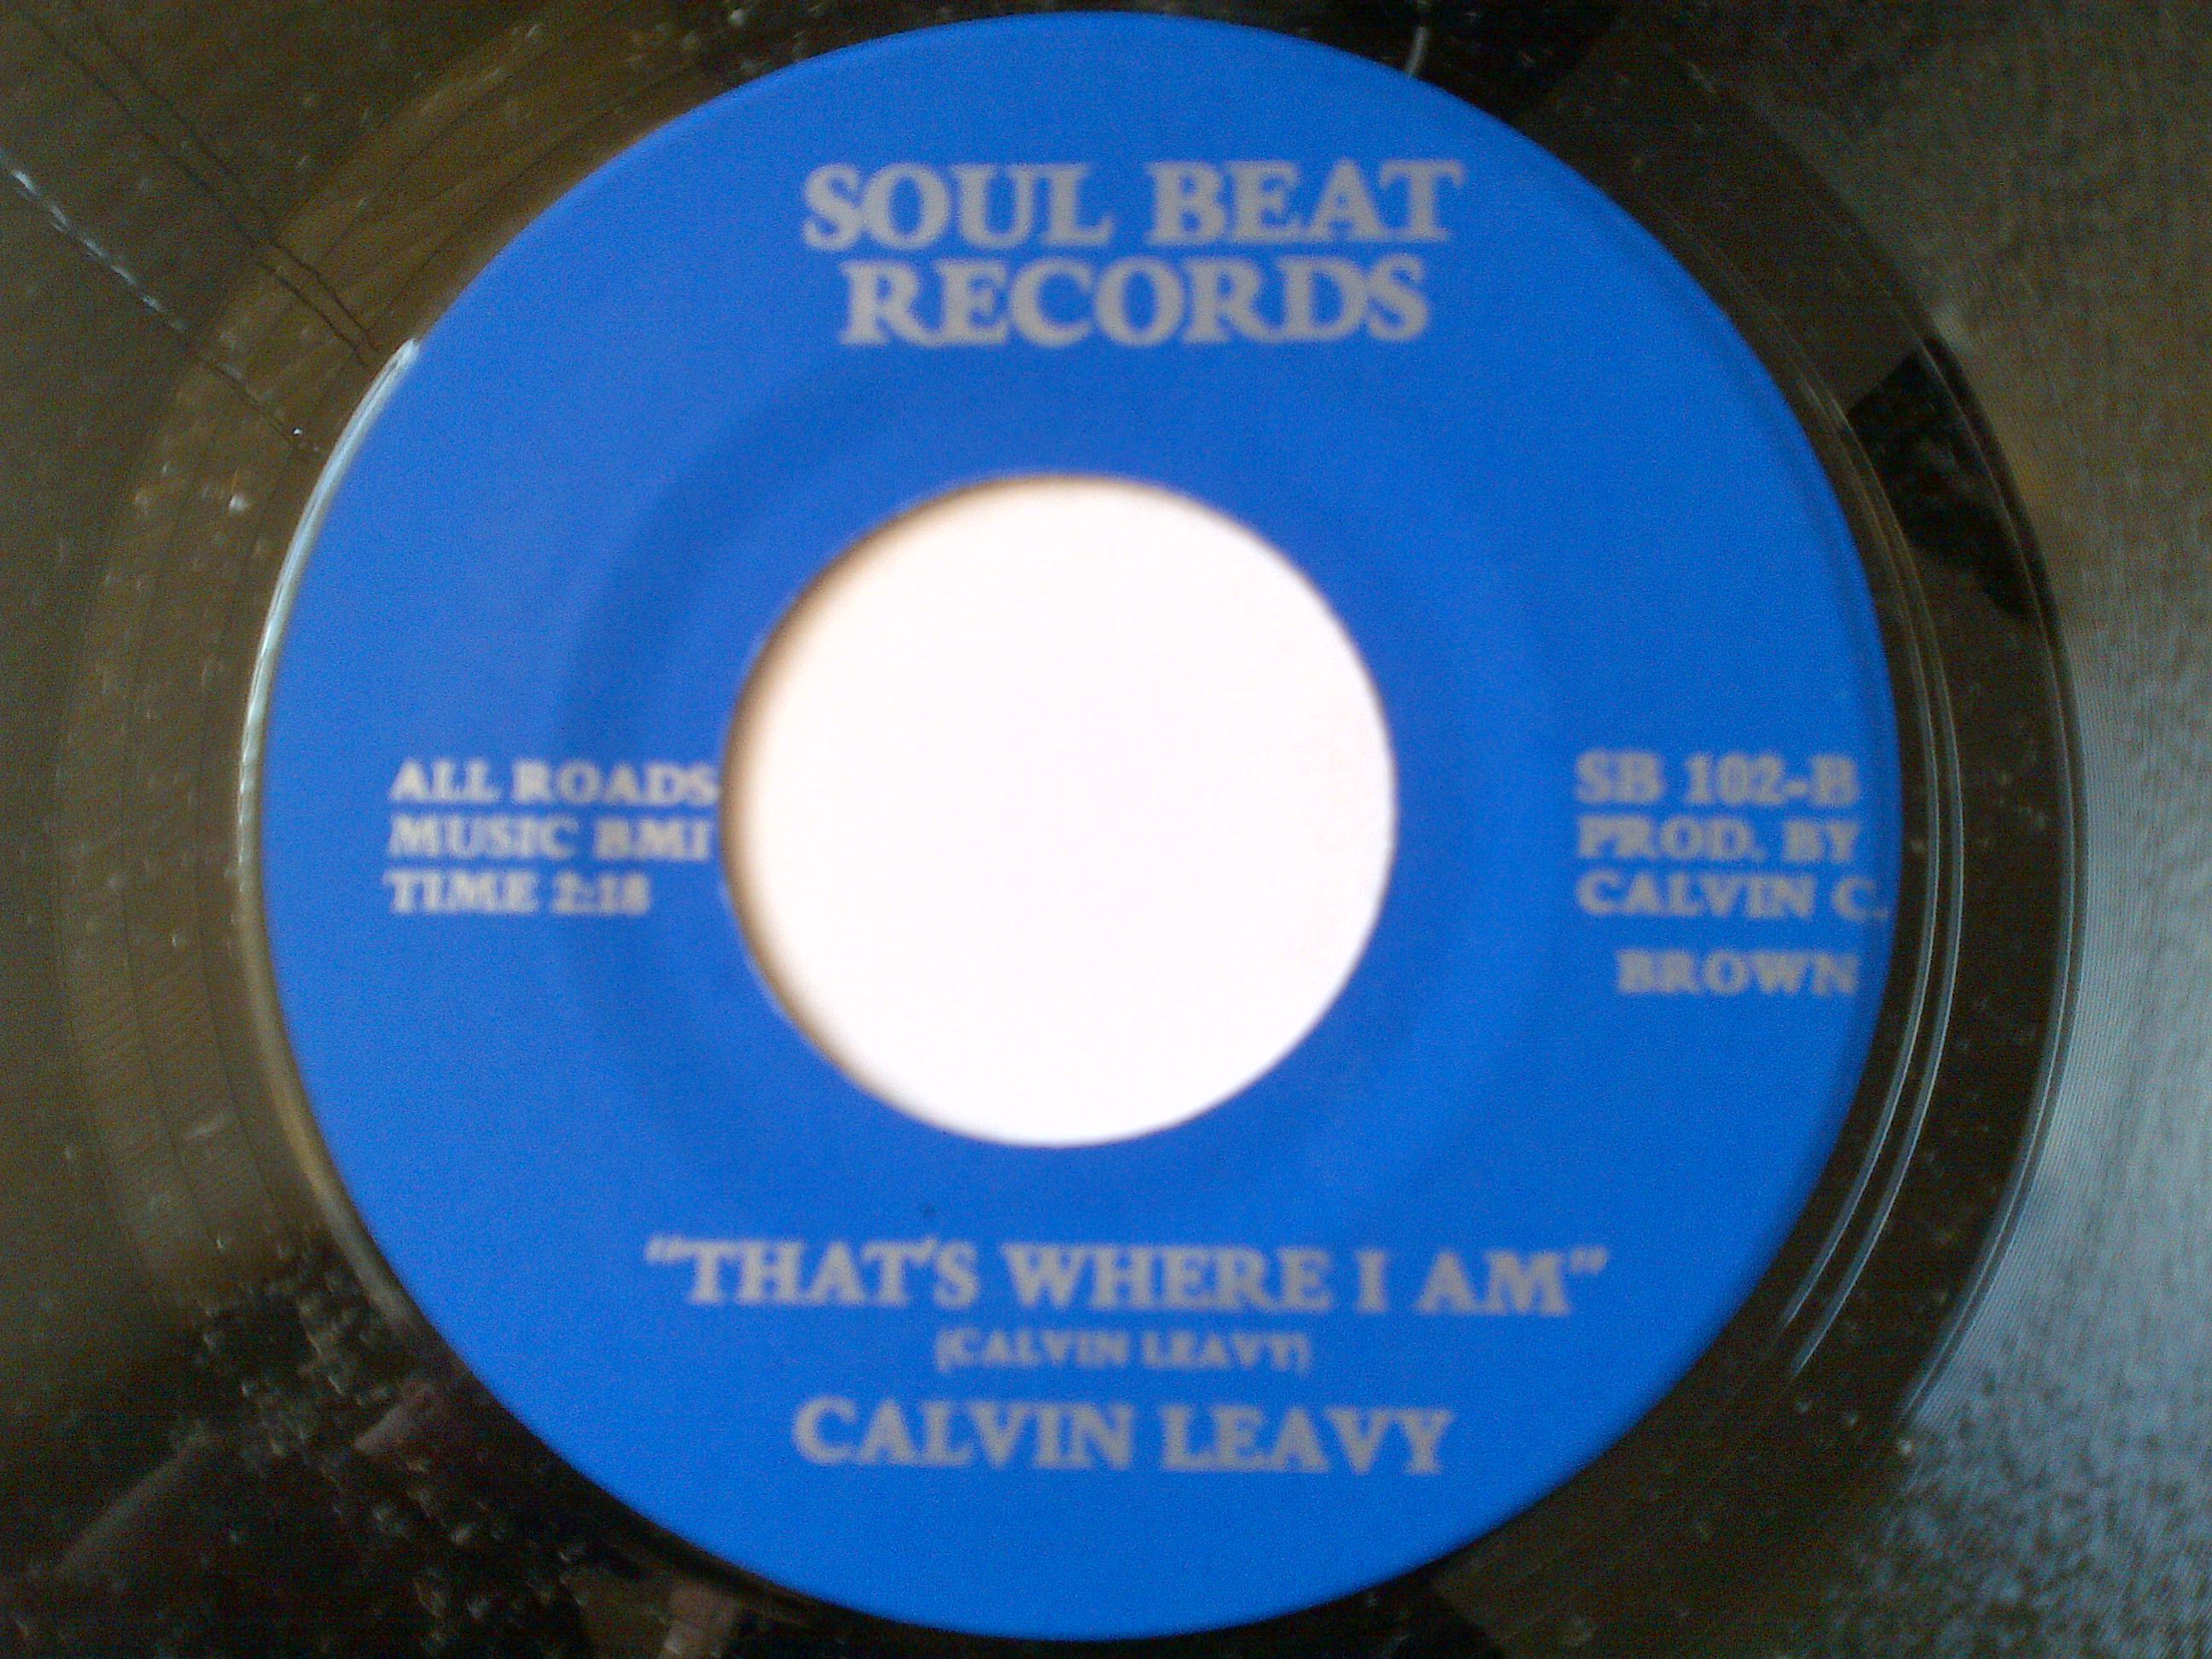 SOUL BEAT
RECORDS
ALL ROADS
MUSIC BMI
TIME 2:18
SB 102-B
PROD. BY
CALVIN C.
BROWN
"THAT'S WHERE I AM"
(CALVIN LEAVY)
CALVIN LEAVY